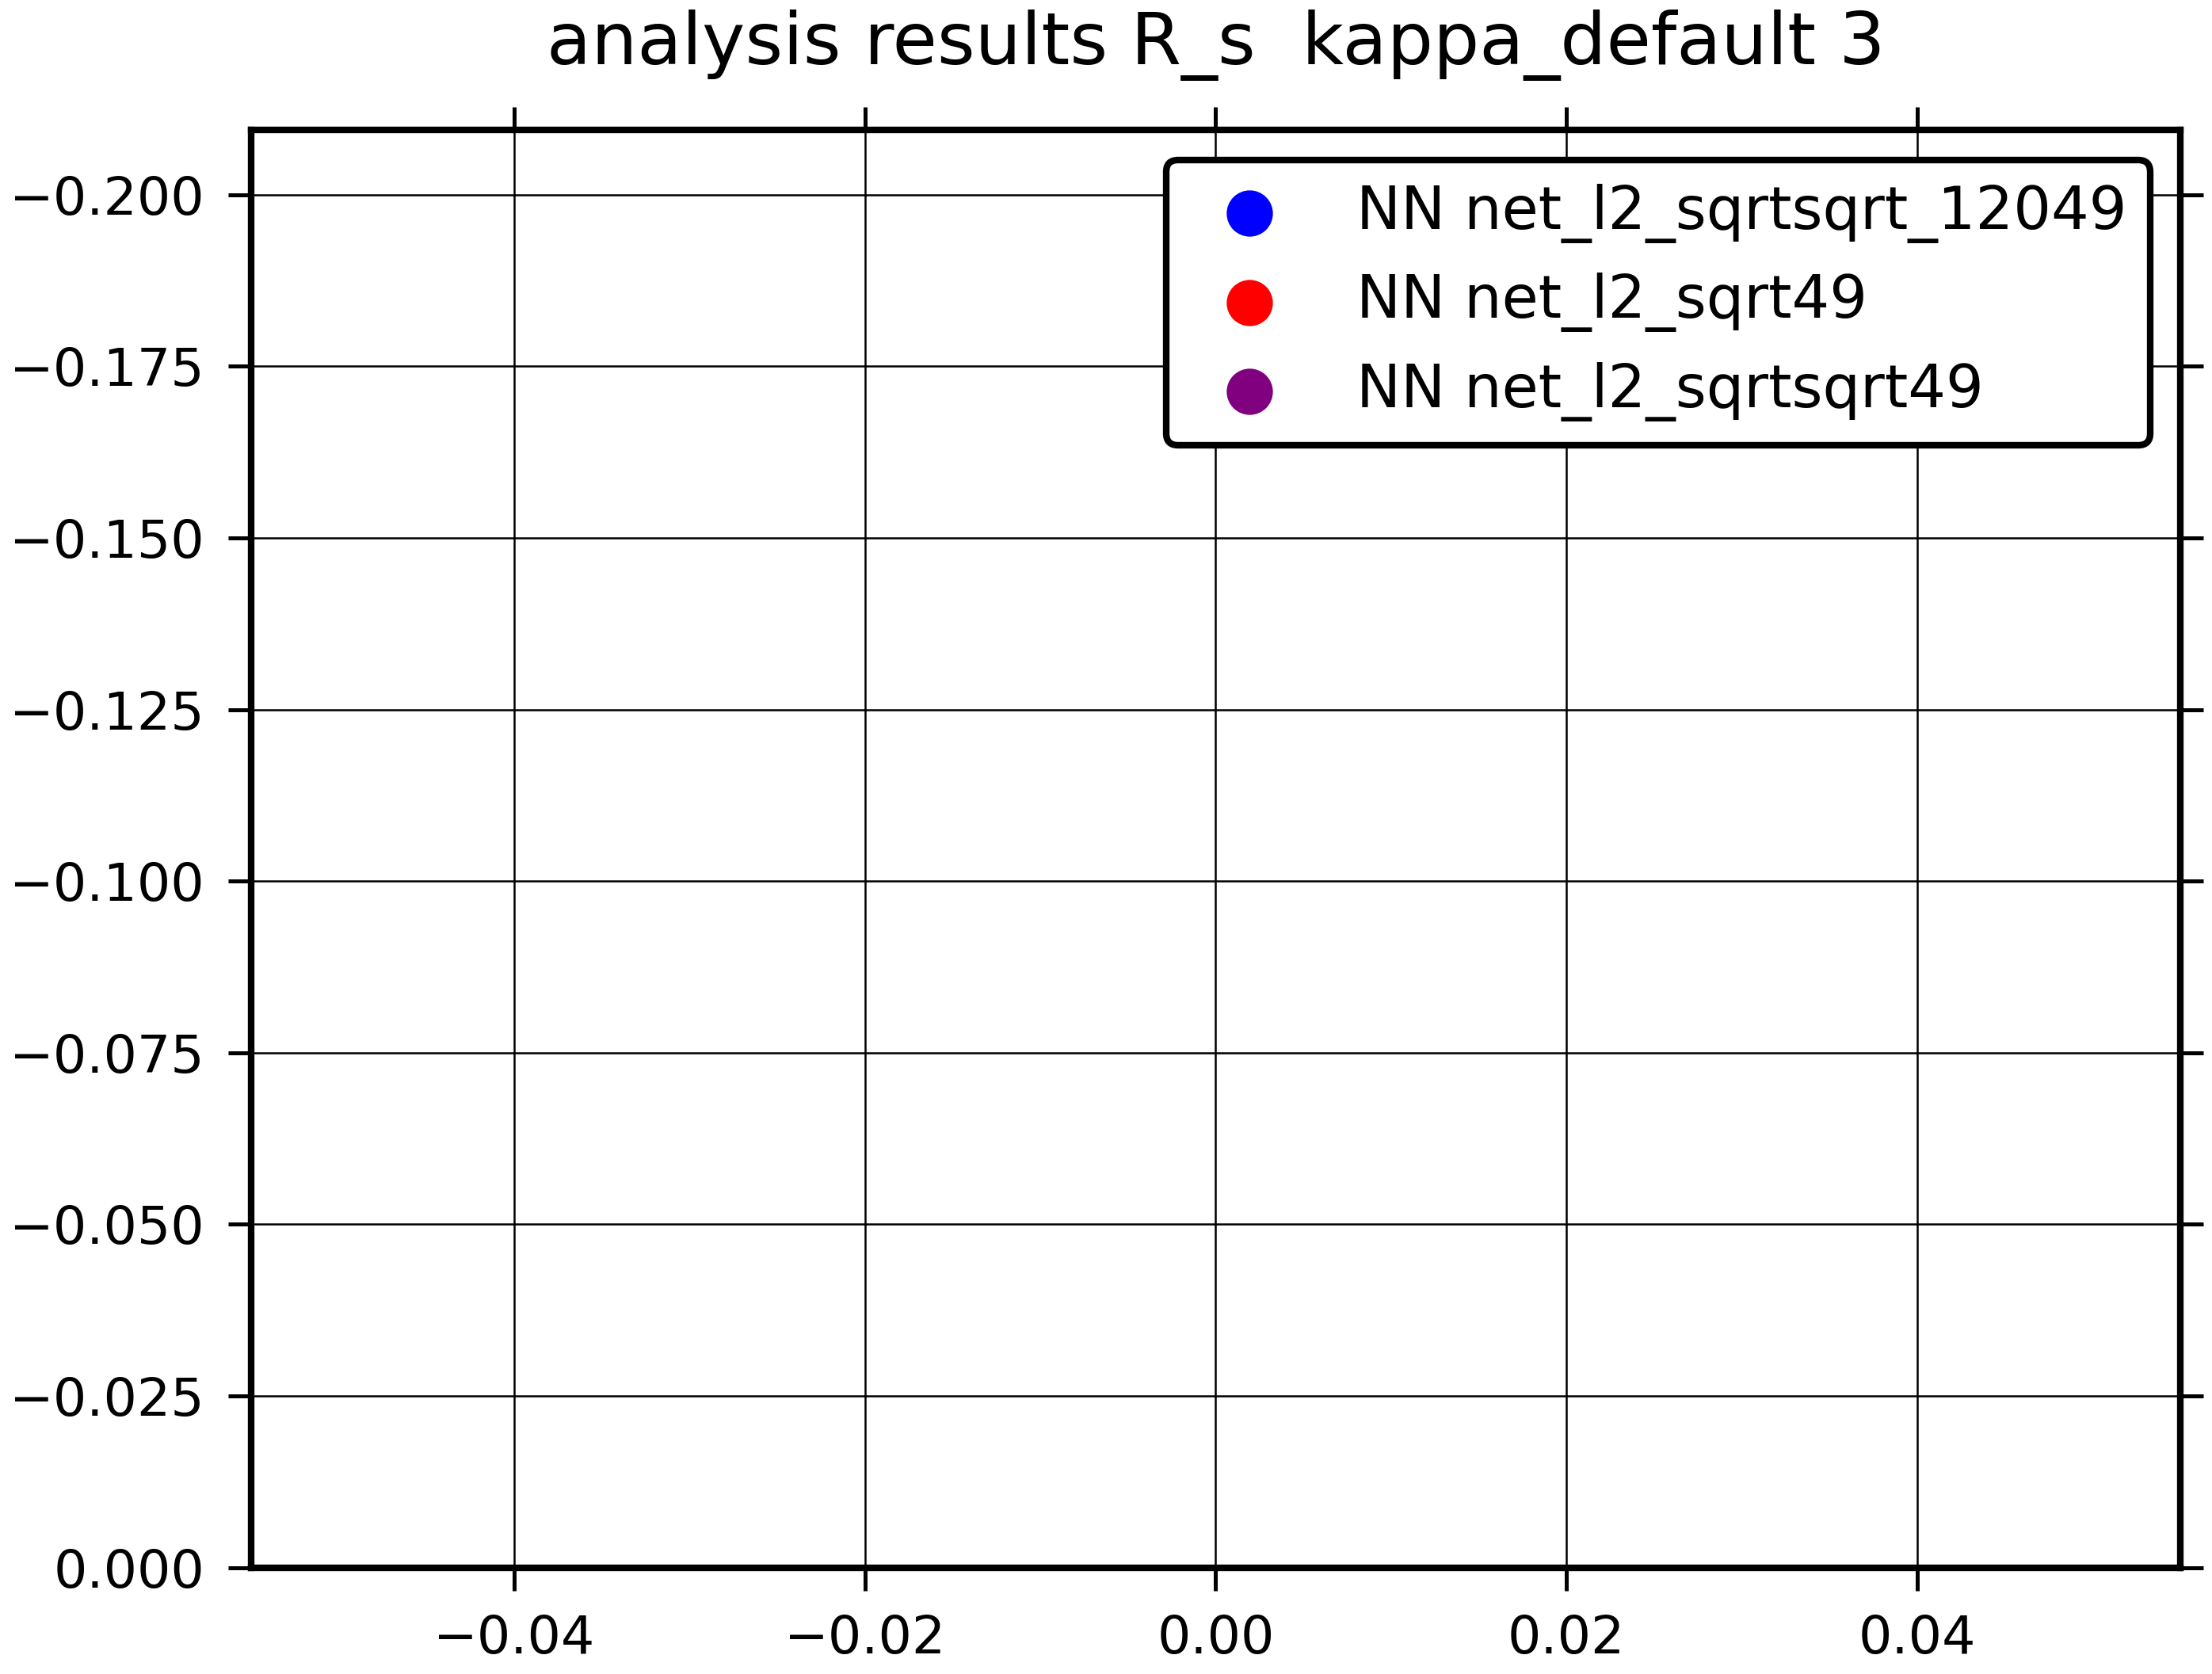 analysis results R_s  kappa_default 3
NN net_l2_sqrtsqrt_12049
NN net_l2_sqrt49
NN net_l2_sqrtsqrt49
−0.200
−0.175
−0.150
−0.125
−0.100
−0.075
−0.050
−0.025
0.000
−0.04 −0.02 0.00 0.02 0.04